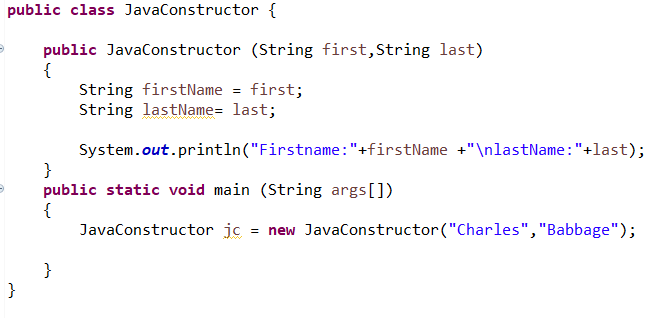 public class JavaConstructor {
public JavaConstructor (String first,String last)
{
String firstName = first;
String lastName= last;
System.out.println("Firstname:"+firstName +"\nlastName:"+last);
}
public static void main (String args[])
{
JavaConstructor jc = new JavaConstructor("Charles","Babbage");
}
}